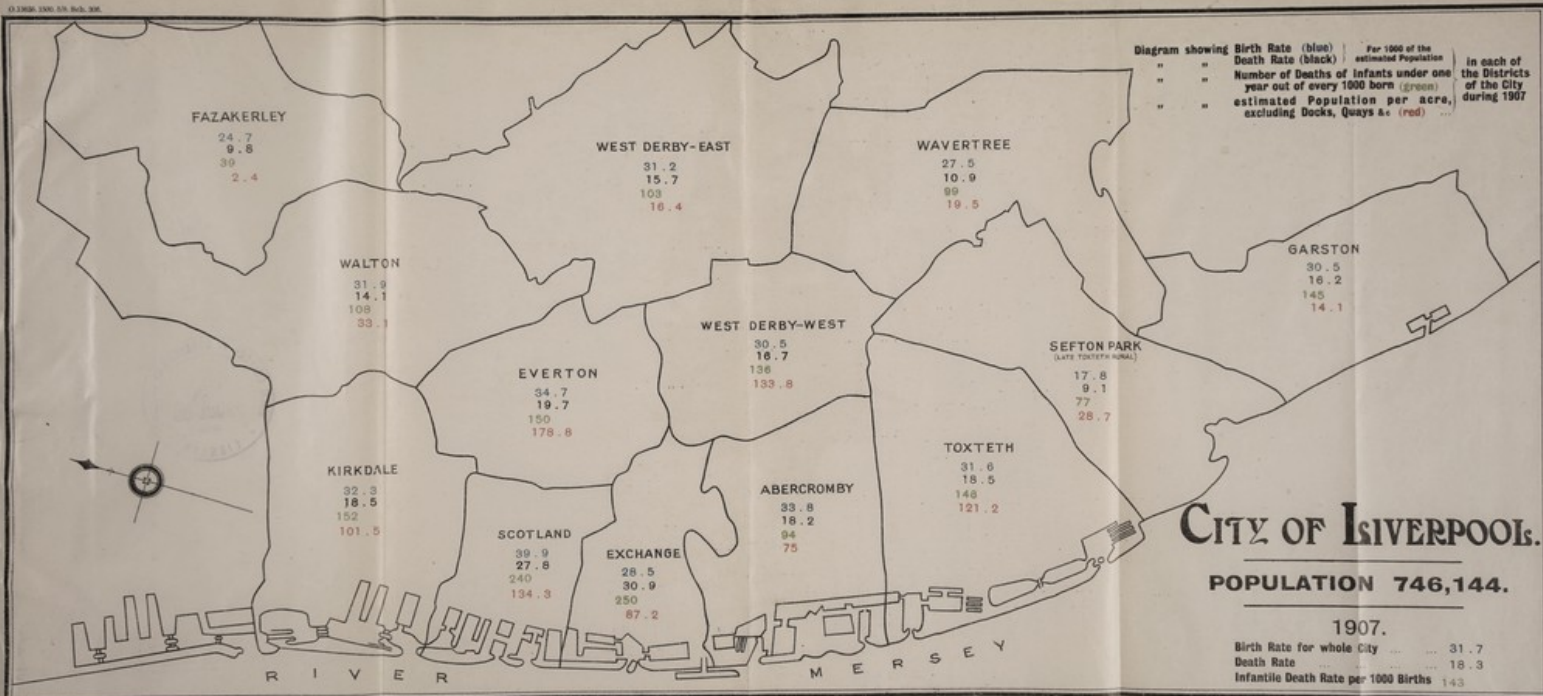 Diagram showing Birth Rate (blue) } Per 1000 of the
" " Death Rate (black) } estimated Population
" " Number of Deaths of Infants under one
year out of every 1000 born (green)
" " estimated Population per acre,
excluding Docks, Quays &c (red) ...
in each of
the Districts
of the City
during 1907
FAZAKERLEY
24.7
9.8
39
2.4
WEST DERBY-EAST
31.2
15.7
103
16.4
WAVERTREE
27.5
10.9
99
19.5
GARSTON
30.5
16.2
145
14.1
WALTON
31.9
14.1
108
33.1
EVERTON
34.7
19.7
150
178.8
WEST DERBY-WEST
30.5
16.7
136
133.8
SEFTON PARK
(LATE TOXTETH RURAL)
17.8
9.1
77
28.7
KIRKDALE
32.3
18.5
152
101.5
SCOTLAND
39.9
27.8
240
134.3
EXCHANGE
28.5
30.9
250
87.2
ABERCROMBY
33.8
18.2
94
75
TOXTETH
31.6
18.5
148
121.2
RIVER MERSEY
CITY OF LIVERPOOL.
POPULATION 746,144.
1907.
Birth Rate for whole City ... ... 31.7
Death Rate ... ... ... ... 18.3
Infantile Death Rate per 1000 Births 143